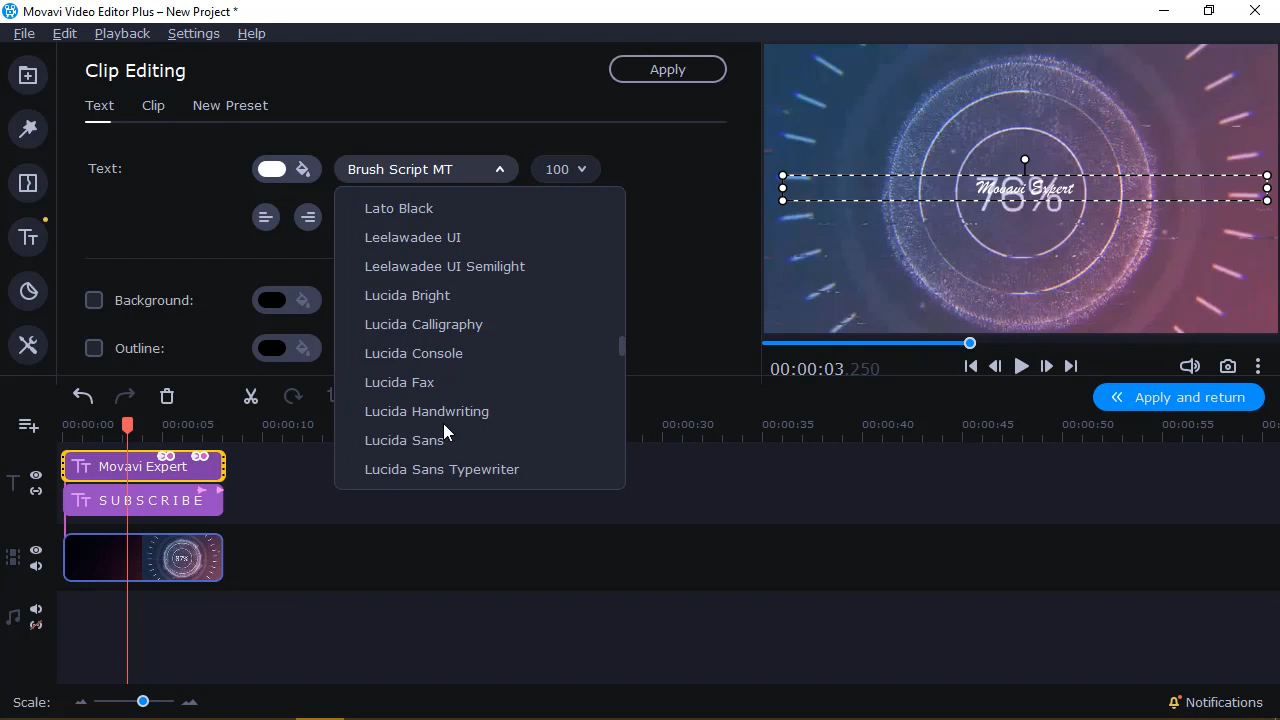 Movavi Video Editor Plus – New Project *
File Edit Playback Settings Help
Clip Editing
Apply
Text Clip New Preset
Text:
Brush Script MT
100
Lato Black
Leelawadee UI
Leelawadee UI Semilight
Lucida Bright
Lucida Calligraphy
Lucida Console
Lucida Fax
Lucida Handwriting
Lucida Sans
Lucida Sans Typewriter
Background:
Outline:
Movavi Expert
78%
00:00:03.250
Apply and return
00:00:00 00:00:05 00:00:10 00:00:30 00:00:35 00:00:40 00:00:45 00:00:50 00:00:55 00:
Movavi Expert
SUBSCRIBE
87%
Scale:
Notifications